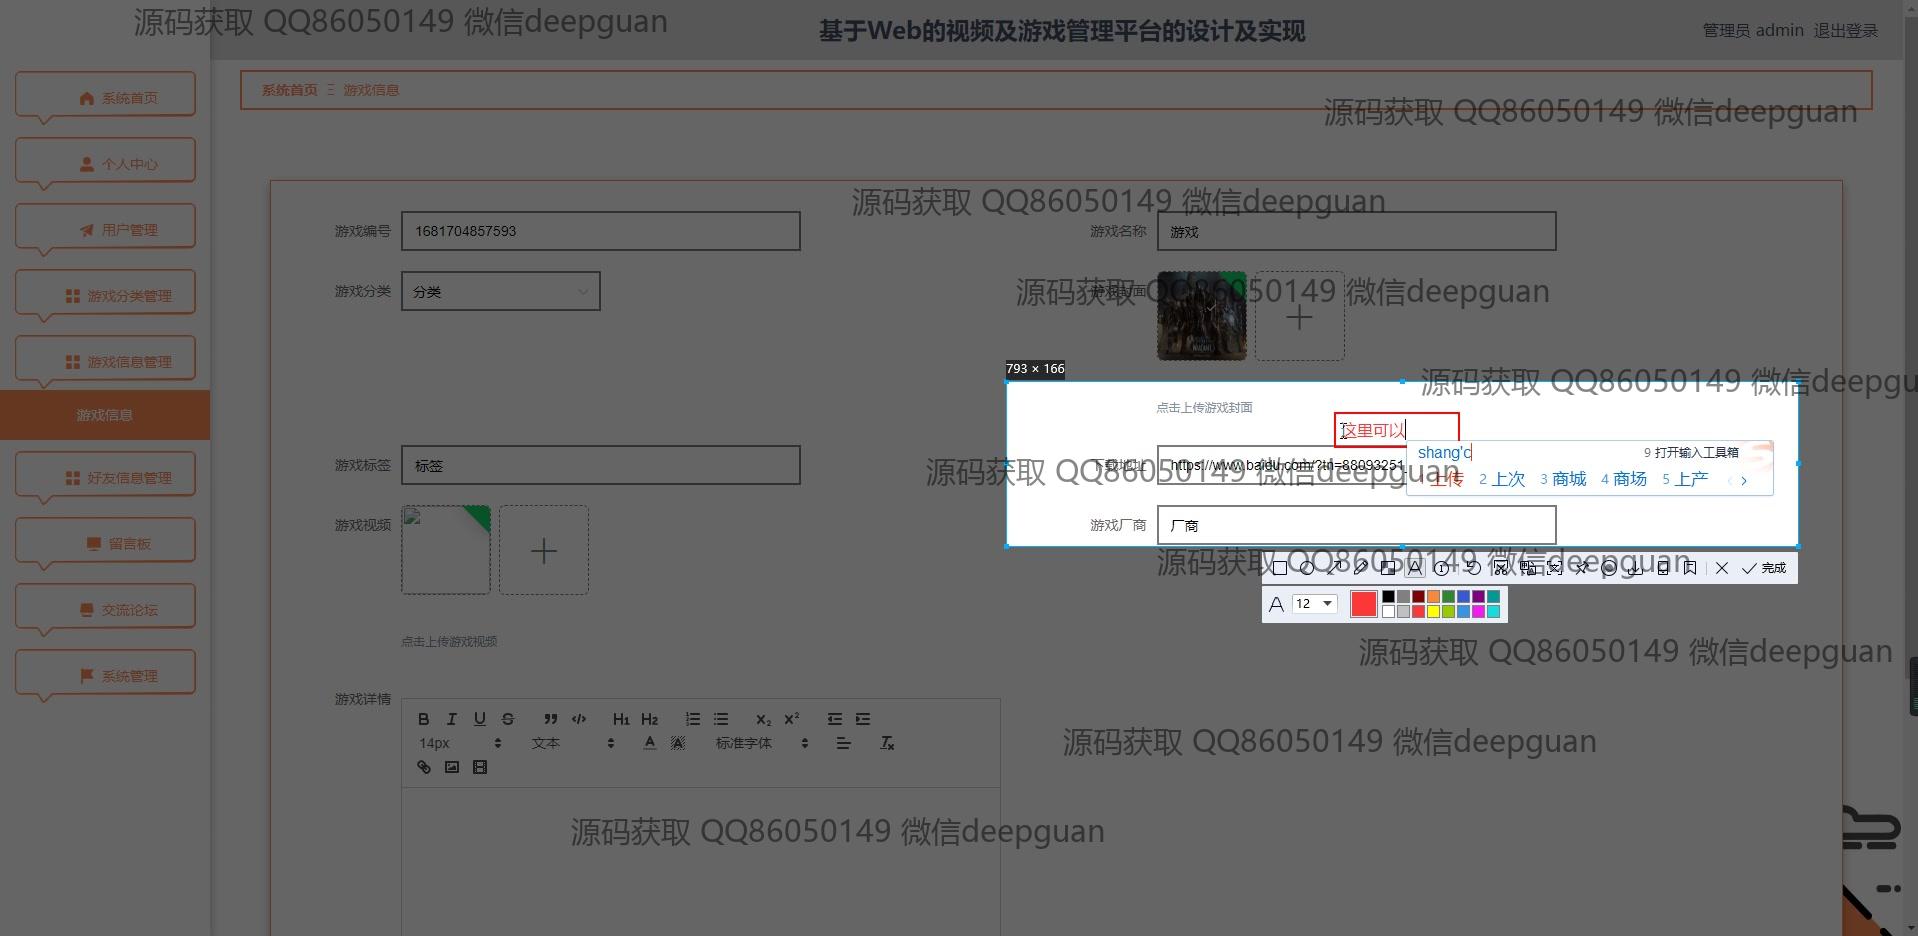 源码获取 QQ86050149 微信deepguan
基于Web的视频及游戏管理平台的设计及实现
管理员 admin 退出登录
系统首页
个人中心
用户管理
游戏分类管理
游戏信息管理
游戏信息
好友信息管理
留言板
交流论坛
系统管理
系统首页 游戏信息
源码获取 QQ86050149 微信deepguan
源码获取 QQ86050149 微信deepguan
游戏编号 1681704857593
游戏名称 游戏
游戏分类 分类
游戏封面
源码获取 QQ86050149 微信deepguan
793 × 166
源码获取 QQ86050149 微信deepgu
点击上传游戏封面
这里可以
shang'c
9 打开输入工具箱
1 上传 2 上次 3 商城 4 商场 5 上产
游戏标签 标签
下载地址 https://www.baidu.com/?tn=88093251
源码获取 QQ86050149 微信deepguan
游戏视频
游戏厂商 厂商
源码获取 QQ86050149 微信deepguan
完成
A 12
点击上传游戏视频
源码获取 QQ86050149 微信deepguan
游戏详情
B I U S H1 H2 X2 X2
14px 文本 A A 标准字体
源码获取 QQ86050149 微信deepguan
源码获取 QQ86050149 微信deepguan